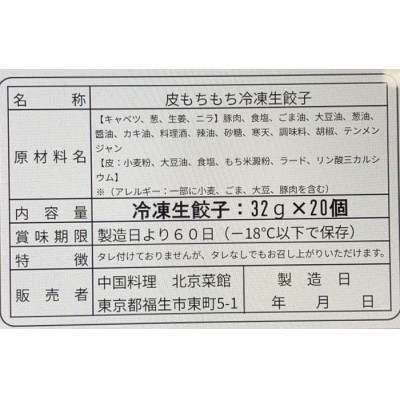 名称 皮もちもち冷凍生餃子
【キャベツ、葱、生姜、ニラ】豚肉、食塩、ごま油、大豆油、葱油、
醤油、カキ油、料理酒、辣油、砂糖、寒天、調味料、胡椒、テンメン
ジャン
原材料名
【皮：小麦粉、大豆油、食塩、もち米澱粉、ラード、リン酸三カルシ
ウム】
※（アレルギー：一部に小麦、ごま、大豆、豚肉を含む）
内容量 冷凍生餃子：32ｇ×20個
賞味期限 製造日より６０日（－18℃以下で保存）
特徴 タレ付けておりませんが、タレなしでもお召し上がりいただけます。
販売者 中国料理 北京菜館
東京都福生市東町5-1
製造日
年 月 日